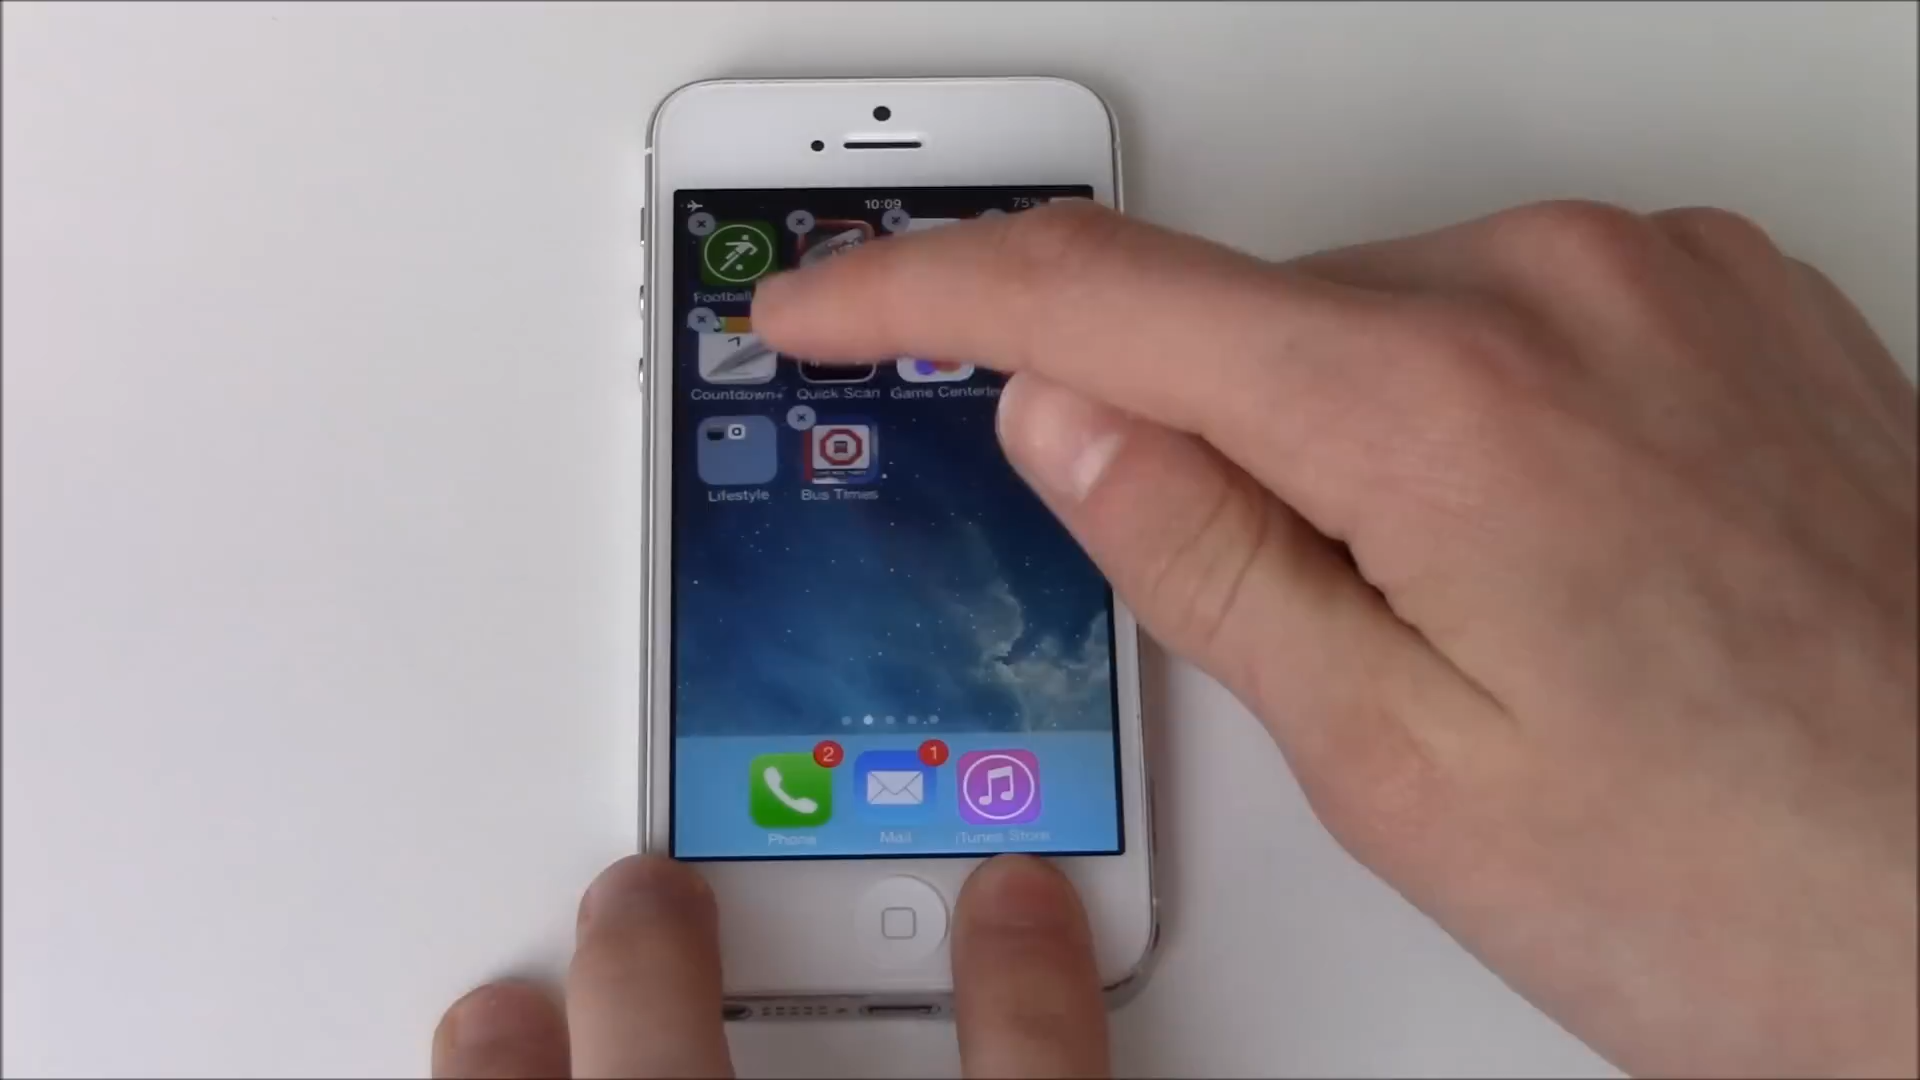 10:09 75%
Football
Countdown+ Quick Scan Game Center
Lifestyle Bus Times
2 1
Phone Mail iTunes Store